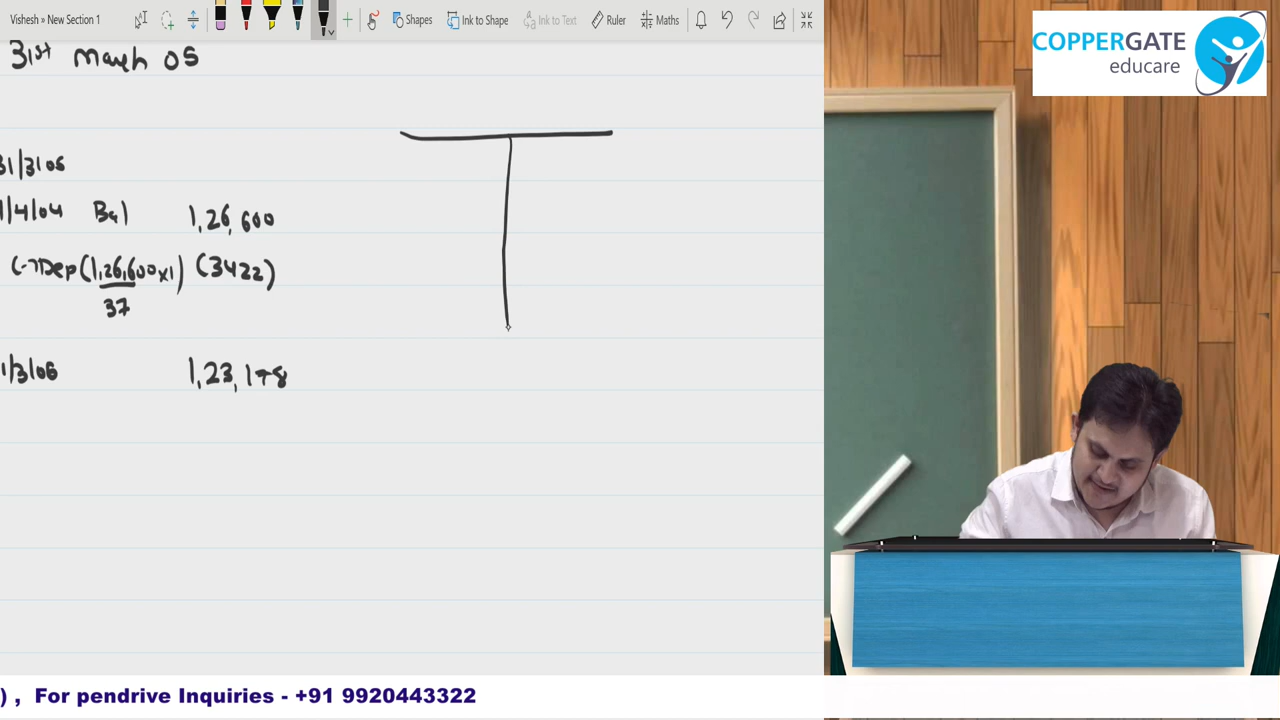 Vishesh » New Section 1
Shapes
Ink to Shape
Ink to Text
Ruler
Maths
COPPERGATE
educare
31st March 05
31/3/06
1/4/04 Bal 1,26,600
(-) Dep (1,26,600 x 1) (3422)
37
1/3/06 1,23,178
) , For pendrive Inquiries - +91 9920443322